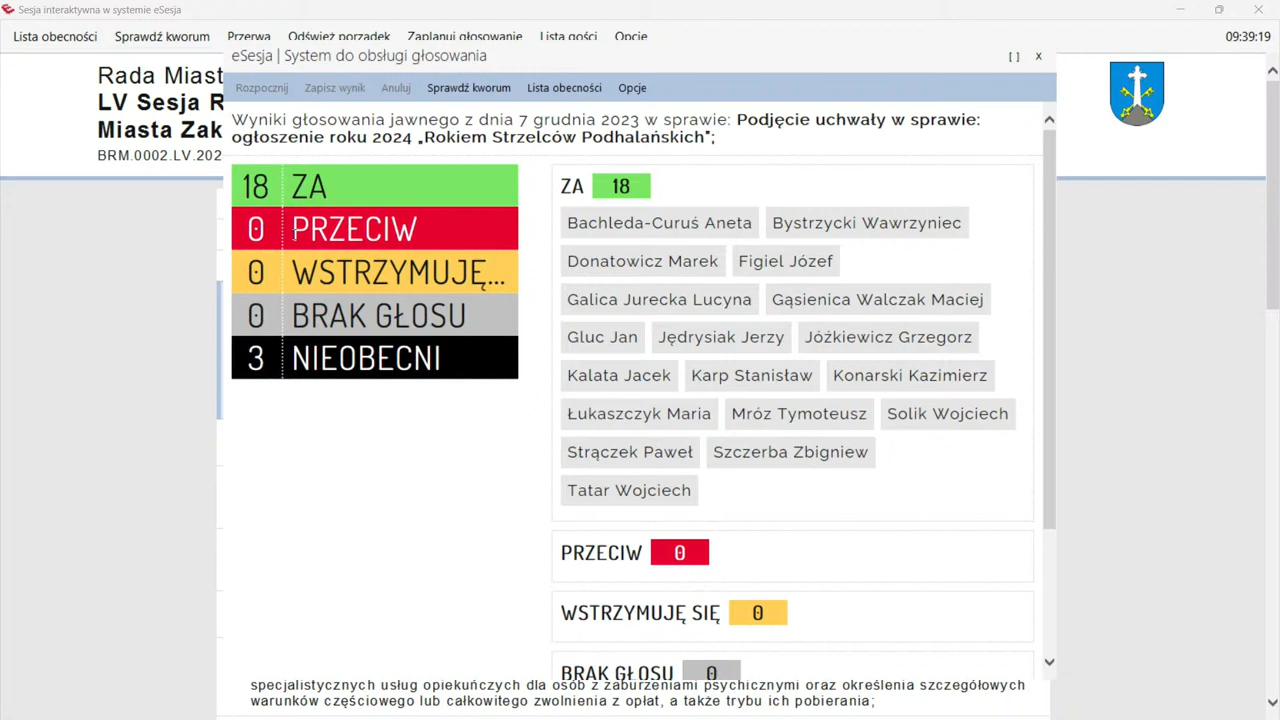 Sesja interaktywna w systemie eSesja
Lista obecności Sprawdź kworum Przerwa Odśwież porządek Zaplanuj głosowanie Lista gości Opcje 09:39:19
Rada Miast
LV Sesja R
Miasta Zak
BRM.0002.LV.202
eSesja | System do obsługi głosowania [ ] x
Rozpocznij Zapisz wynik Anuluj Sprawdź kworum Lista obecności Opcje
Wyniki głosowania jawnego z dnia 7 grudnia 2023 w sprawie: Podjęcie uchwały w sprawie:
ogłoszenie roku 2024 „Rokiem Strzelców Podhalańskich”;
18 ZA
0 PRZECIW
0 WSTRZYMUJĘ...
0 BRAK GŁOSU
3 NIEOBECNI
ZA 18
Bachleda-Curuś Aneta Bystrzycki Wawrzyniec
Donatowicz Marek Figiel Józef
Galica Jurecka Lucyna Gąsienica Walczak Maciej
Gluc Jan Jędrysiak Jerzy Jóźkiewicz Grzegorz
Kalata Jacek Karp Stanisław Konarski Kazimierz
Łukaszczyk Maria Mróz Tymoteusz Solik Wojciech
Strączek Paweł Szczerba Zbigniew
Tatar Wojciech
PRZECIW 0
WSTRZYMUJĘ SIĘ 0
BRAK GŁOSU 0
specjalistycznych usług opiekuńczych dla osób z zaburzeniami psychicznymi oraz określenia szczegółowych
warunków częściowego lub całkowitego zwolnienia z opłat, a także trybu ich pobierania;